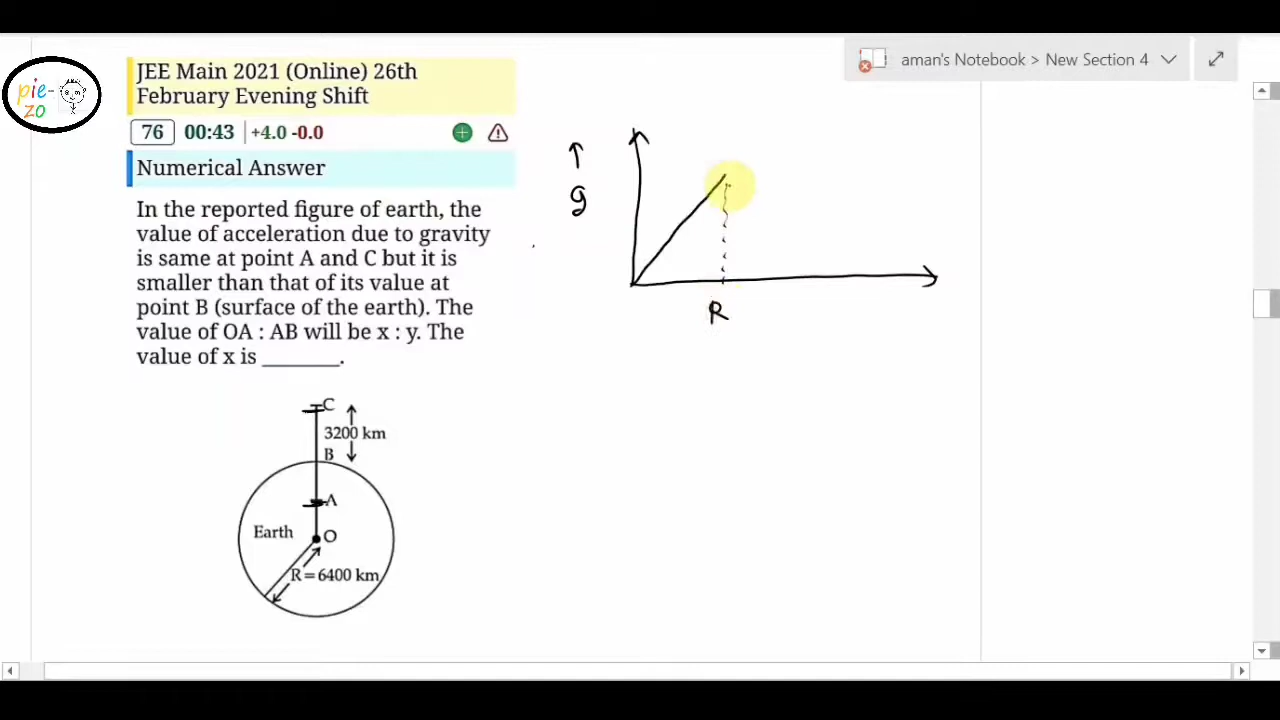 pie-
zo
JEE Main 2021 (Online) 26th
February Evening Shift
76 00:43 +4.0 -0.0
Numerical Answer
In the reported figure of earth, the
value of acceleration due to gravity
is same at point A and C but it is
smaller than that of its value at
point B (surface of the earth). The
value of OA : AB will be x : y. The
value of x is ________.
C
3200 km
B
A
Earth
O
R=6400 km
aman's Notebook > New Section 4
g
R